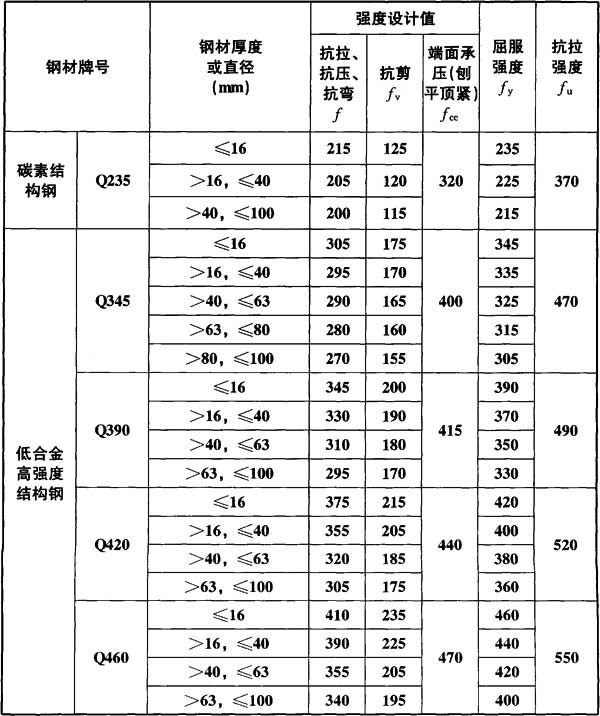 钢材牌号 钢材厚度或直径(mm) 强度设计值 屈服强度 fy 抗拉强度 fu
抗拉、抗压、抗弯 f 抗剪 fv 端面承压(刨平顶紧) fce
碳素结构钢 Q235 ≤16 215 125 320 235 370
>16，≤40 205 120 225
>40，≤100 200 115 215
低合金高强度结构钢 Q345 ≤16 305 175 400 345 470
>16，≤40 295 170 335
>40，≤63 290 165 325
>63，≤80 280 160 315
>80，≤100 270 155 305
Q390 ≤16 345 200 415 390 490
>16，≤40 330 190 370
>40，≤63 310 180 350
>63，≤100 295 170 330
Q420 ≤16 375 215 440 420 520
>16，≤40 355 205 400
>40，≤63 320 185 380
>63，≤100 305 175 360
Q460 ≤16 410 235 470 460 550
>16，≤40 390 225 440
>40，≤63 355 205 420
>63，≤100 340 195 400